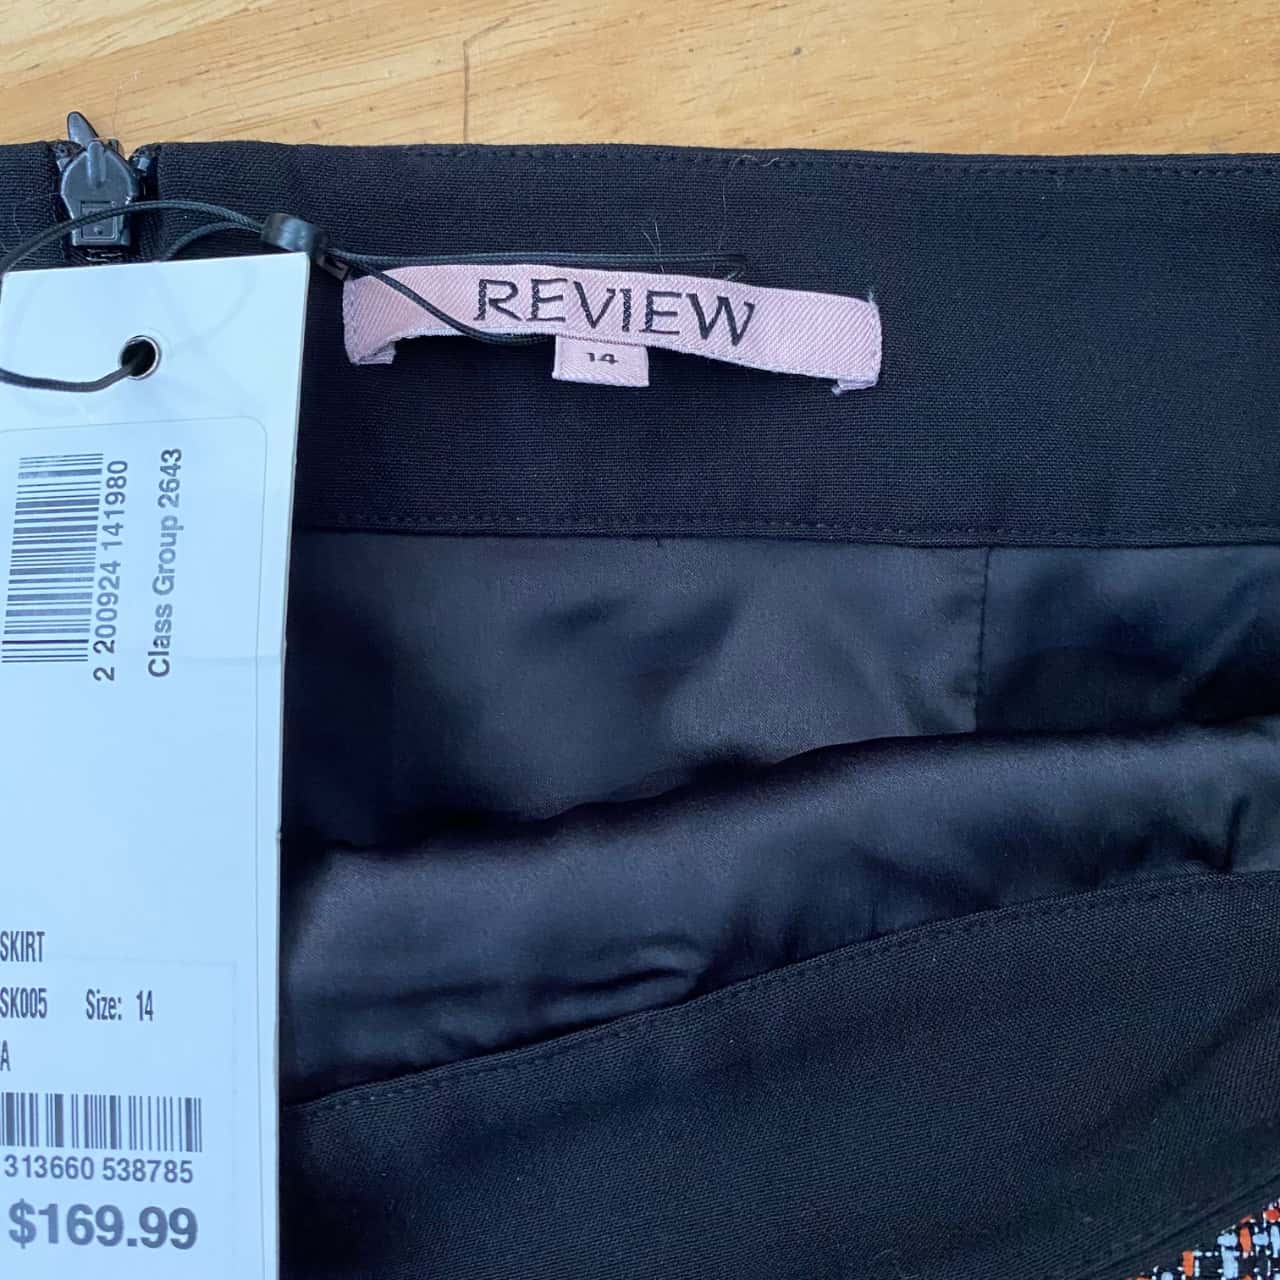 REVIEW
14
2 200924 141980
Class Group 2643
SKIRT
SK005 Size: 14
A
313660 538785
$169.99